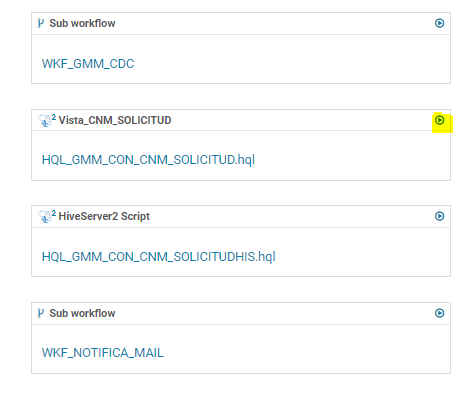 Sub workflow
WKF_GMM_CDC
2 Vista_CNM_SOLICITUD
HQL_GMM_CON_CNM_SOLICITUD.hql
2 HiveServer2 Script
HQL_GMM_CON_CNM_SOLICITUDHIS.hql
Sub workflow
WKF_NOTIFICA_MAIL